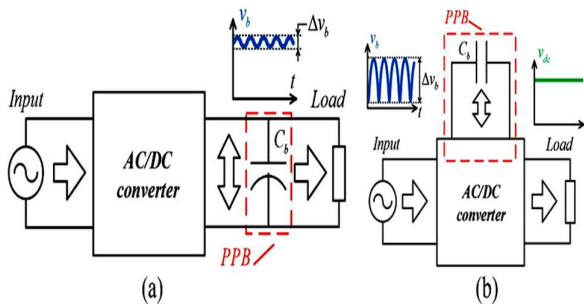 v_b
Δv_b
t
Input
Load
AC/DC
converter
C_b
PPB
(a)
PPB
v_b
C_b
v_dc
Δv_b
t
Input
Load
AC/DC
converter
(b)